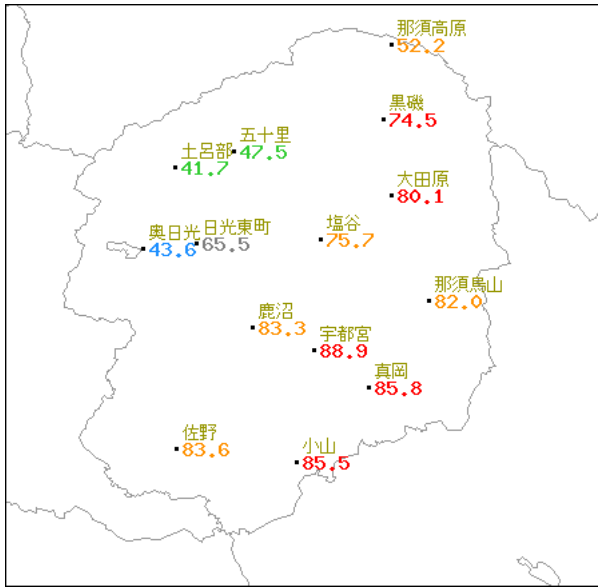 那須高原
52.2
黒磯
74.5
五十里
47.5
土呂部
41.7
大田原
80.1
奥日光
43.6
日光東町
65.5
塩谷
75.7
那須烏山
82.0
鹿沼
83.3
宇都宮
88.9
真岡
85.8
佐野
83.6
小山
85.5